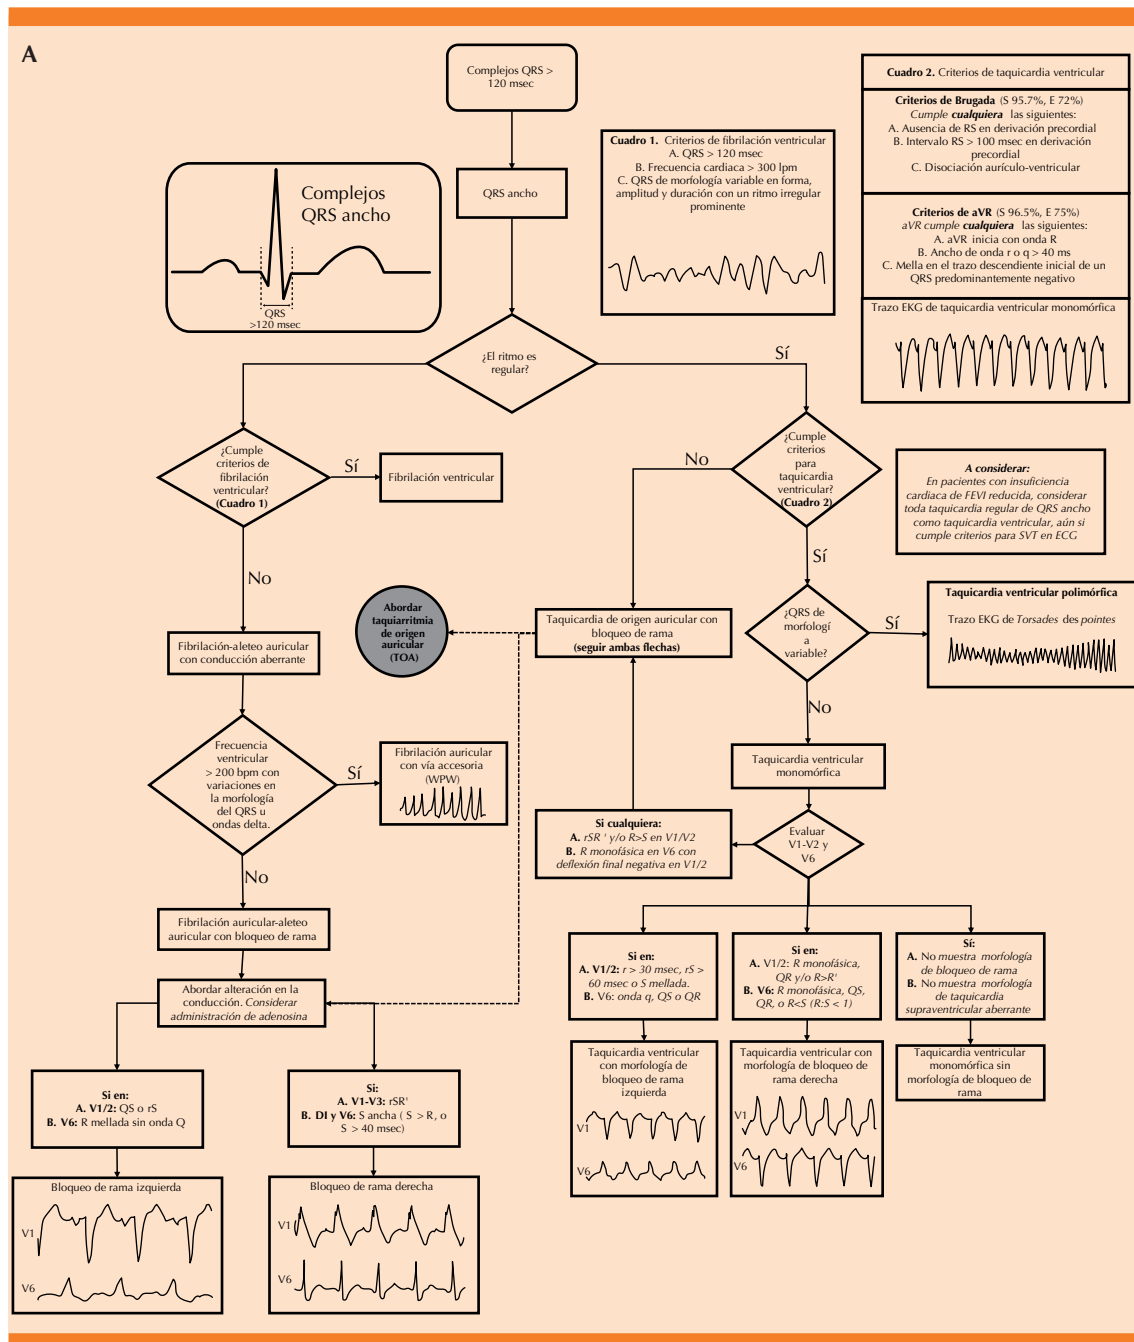 A
Complejos QRS >
120 msec
QRS ancho
Complejos
QRS ancho
QRS
>120 msec
Cuadro 1. Criterios de fibrilación ventricular
A. QRS > 120 msec
B. Frecuencia cardiaca > 300 lpm
C. QRS de morfología variable en forma,
amplitud y duración con un ritmo irregular
prominente
Cuadro 2. Criterios de taquicardia ventricular
Criterios de Brugada (S 95.7%, E 72%)
Cumple cualquiera las siguientes:
A. Ausencia de RS en derivación precordial
B. Intervalo RS > 100 msec en derivación
precordial
C. Disociación aurículo-ventricular
Criterios de aVR (S 96.5%, E 75%)
aVR cumple cualquiera las siguientes:
A. aVR inicia con onda R
B. Ancho de onda r o q > 40 ms
C. Mella en el trazo descendiente inicial de un
QRS predominantemente negativo
Trazo EKG de taquicardia ventricular monomórfica
¿El ritmo es
regular?
Sí
¿Cumple
criterios de
fibrilación
ventricular?
(Cuadro 1)
Sí
Fibrilación ventricular
No
¿Cumple
criterios
para
taquicardia
ventricular?
(Cuadro 2)
No
Sí
A considerar:
En pacientes con insuficiencia
cardiaca de FEVI reducida, considerar
toda taquicardia regular de QRS ancho
como taquicardia ventricular, aún si
cumple criterios para SVT en ECG
Abordar
taquiarritmia
de origen
auricular
(TOA)
Taquicardia de origen auricular con
bloqueo de rama
(seguir ambas flechas)
¿QRS de
morfologí
a
variable?
Sí
No
Taquicardia ventricular polimórfica
Trazo EKG de Torsades des pointes
Fibrilación-aleteo auricular
con conducción aberrante
Frecuencia
ventricular
> 200 bpm con
variaciones en
la morfología
del QRS u
ondas delta.
Sí
Fibrilación auricular
con vía accesoria
(WPW)
No
Taquicardia ventricular
monomórfica
Si cualquiera:
A. rSR ' y/o R>S en V1/V2
B. R monofásica en V6 con
deflexión final negativa en V1/2
Evaluar
V1-V2 y
V6
Fibrilación auricular-aleteo
auricular con bloqueo de rama
Abordar alteración en la
conducción. Considerar
administración de adenosina
Si en:
A. V1/2: r > 30 msec, rS >
60 msec o S mellada.
B. V6: onda q, QS o QR
Si en:
A. V1/2: R monofásica,
QR y/o R>R'
B. V6: R monofásica, QS,
QR, o R<S (R:S < 1)
Sí:
A. No muestra morfología
de bloqueo de rama
B. No muestra morfología
de taquicardia
supraventricular aberrante
Taquicardia ventricular
con morfología de
bloqueo de rama
izquierda
V1
V6
Taquicardia ventricular con
morfología de bloqueo de
rama derecha
V1
V6
Taquicardia ventricular
monomórfica sin
morfología de bloqueo de
rama
Si en:
A. V1/2: QS o rS
B. V6: R mellada sin onda Q
Si:
A. V1-V3: rSR'
B. DI y V6: S ancha ( S > R, o
S > 40 msec)
Bloqueo de rama izquierda
V1
V6
Bloqueo de rama derecha
V1
V6